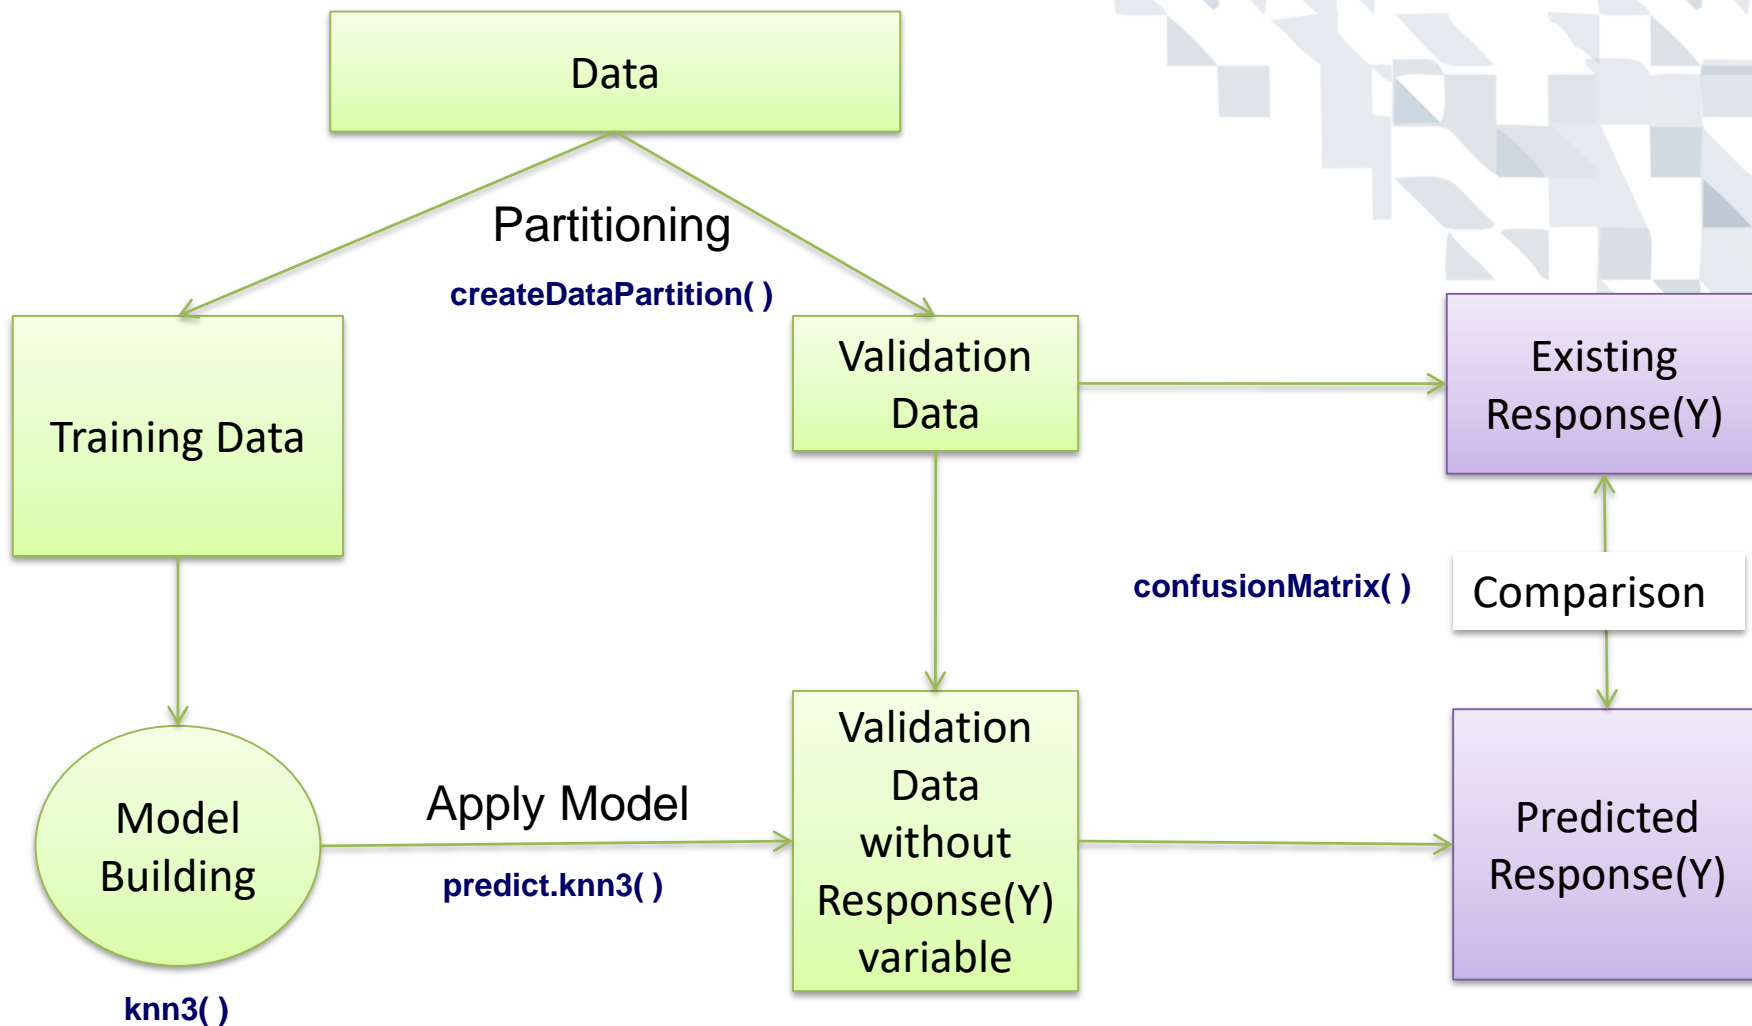 Data
Partitioning
createDataPartition( )
Training Data
Validation
Data
Existing
Response(Y)
confusionMatrix( )
Comparison
Model
Building
knn3( )
Apply Model
predict.knn3( )
Validation
Data
without
Response(Y)
variable
Predicted
Response(Y)